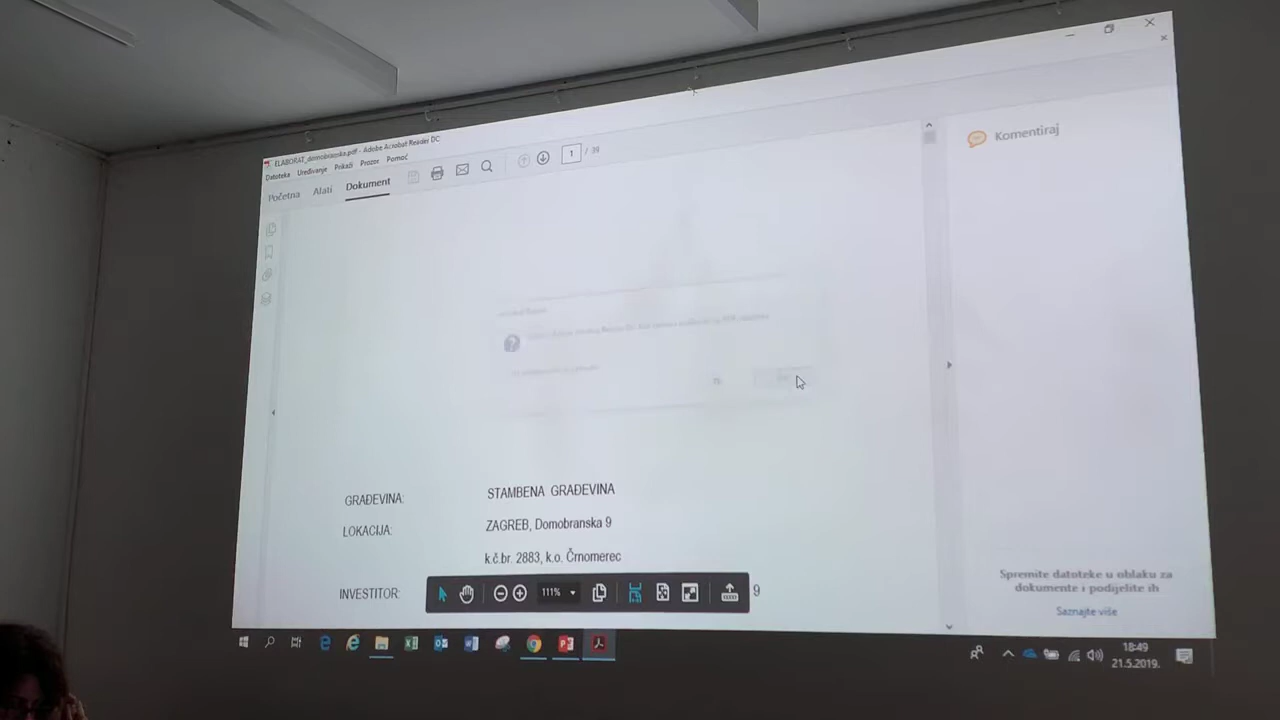 ELABORAT_domobranska.pdf - Adobe Acrobat Reader DC
Datoteka Uređivanje Prikaži Prozor Pomoć
Početna Alati Dokument
1 / 39
Komentiraj
GRAĐEVINA: STAMBENA GRAĐEVINA
LOKACIJA: ZAGREB, Domobranska 9
k.č.br. 2883, k.o. Črnomerec
INVESTITOR: 9
111%
Spremite datoteke u oblaku za
dokumente i podijelite ih
Saznajte više
18:49
21.5.2019.